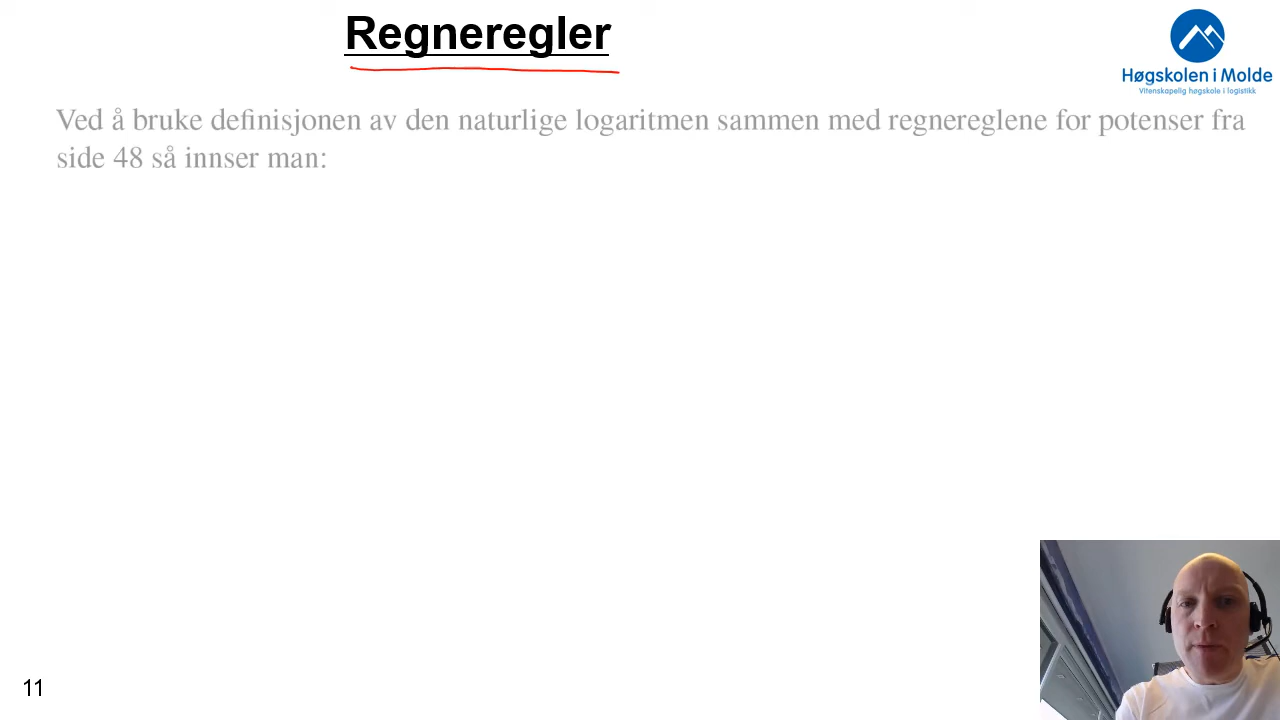 Regneregler
Høgskolen i Molde
Vitenskapelig høgskole i logistikk
Ved å bruke definisjonen av den naturlige logaritmen sammen med regnereglene for potenser fra
side 48 så innser man:
11